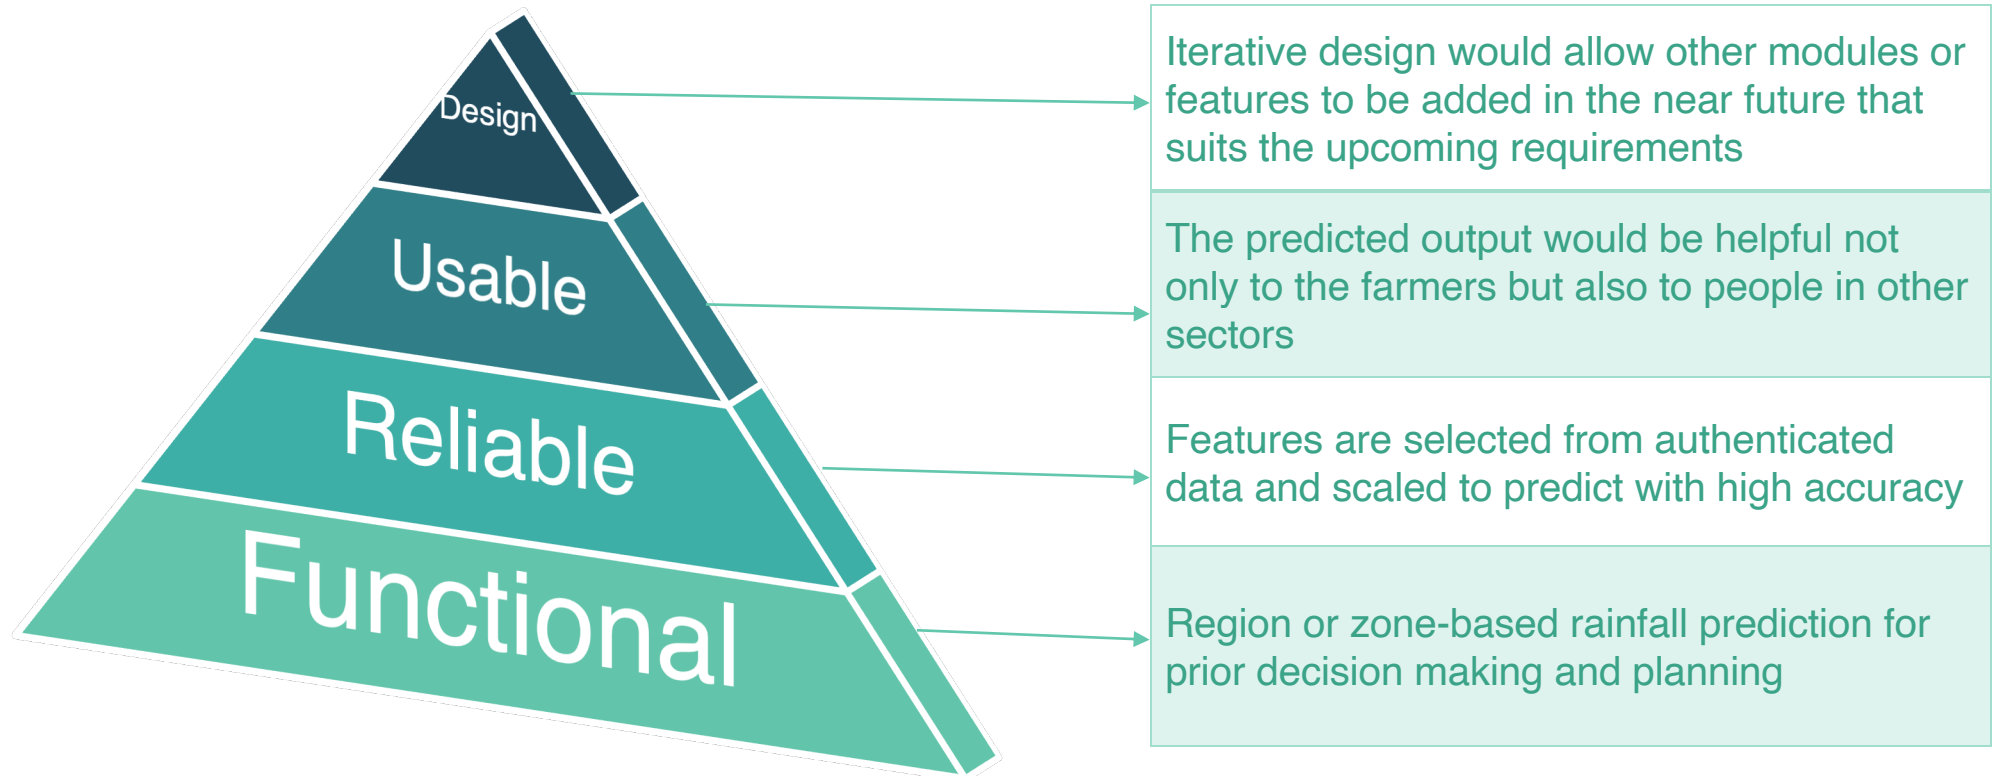 Design
Iterative design would allow other modules or
features to be added in the near future that
suits the upcoming requirements
Usable
The predicted output would be helpful not
only to the farmers but also to people in other
sectors
Reliable
Features are selected from authenticated
data and scaled to predict with high accuracy
Functional
Region or zone-based rainfall prediction for
prior decision making and planning